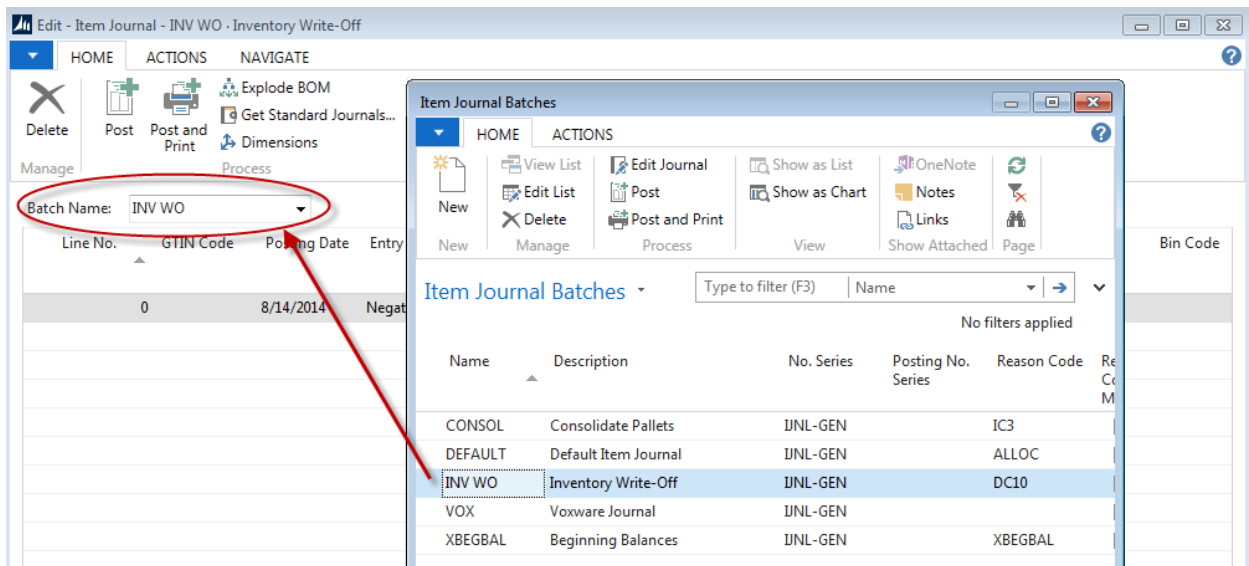 Edit - Item Journal - INV WO · Inventory Write-Off
HOME ACTIONS NAVIGATE
Delete
Post
Post and Print
Explode BOM
Get Standard Journals...
Dimensions
Manage Process
Batch Name: INV WO
Line No. GTIN Code Posting Date Entry Bin Code
0 8/14/2014 Negat
Item Journal Batches
HOME ACTIONS
New
View List
Edit List
Delete
Edit Journal
Post
Post and Print
Show as List
Show as Chart
OneNote
Notes
Links
New Manage Process View Show Attached Page
Item Journal Batches Type to filter (F3) Name
No filters applied
Name Description No. Series Posting No. Series Reason Code
CONSOL Consolidate Pallets IJNL-GEN IC3
DEFAULT Default Item Journal IJNL-GEN ALLOC
INV WO Inventory Write-Off IJNL-GEN DC10
VOX Voxware Journal IJNL-GEN
XBEGBAL Beginning Balances IJNL-GEN XBEGBAL